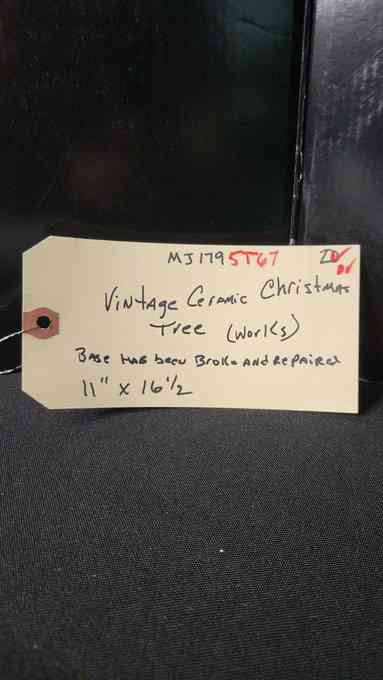 MJ179 5T67
Vintage Ceramic Christmas
Tree (Works)
Base has been Broke and repaired
11" x 16 1/2